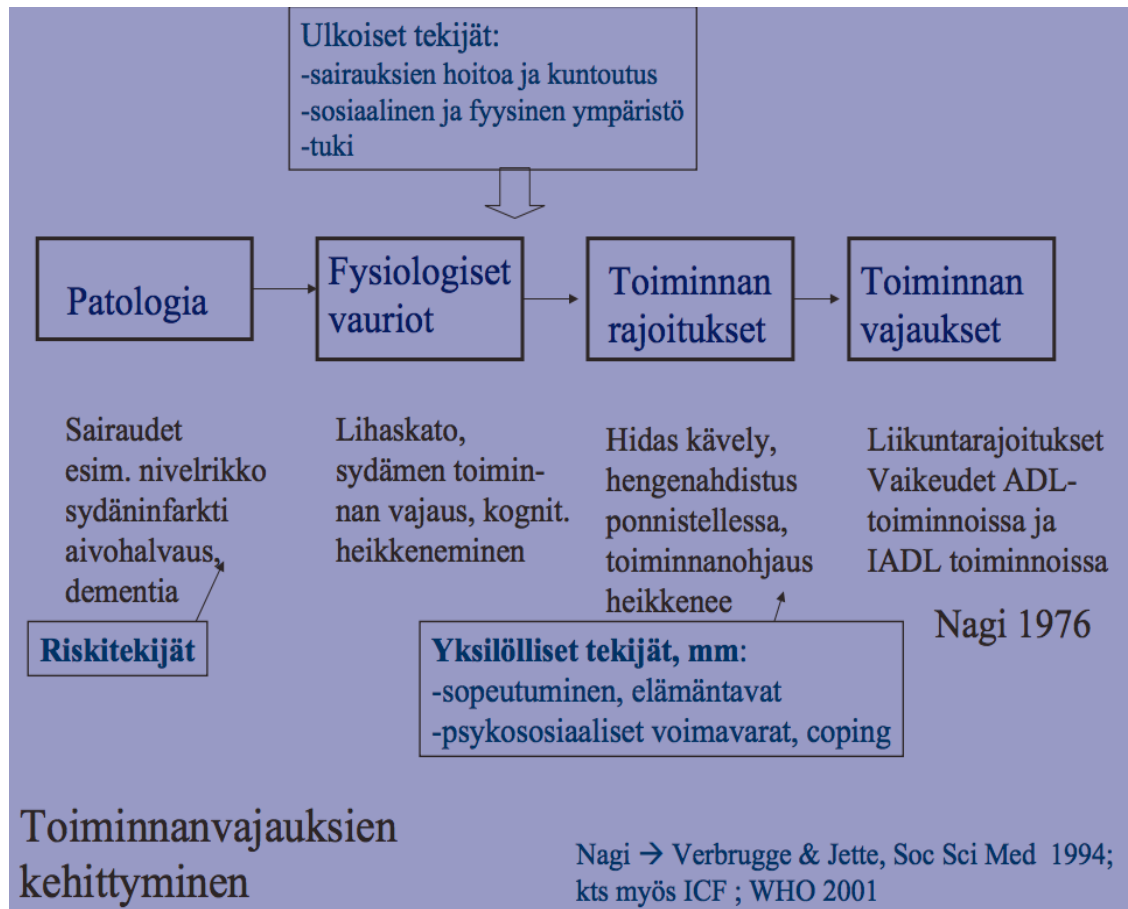 Ulkoiset tekijät:
-sairauksien hoitoa ja kuntoutus
-sosiaalinen ja fyysinen ympäristö
-tuki
Patologia
Fysiologiset
vauriot
Toiminnan
rajoitukset
Toiminnan
vajaukset
Sairaudet
esim. nivelrikko
sydäninfarkti
aivohalvaus,
dementia
Lihaskato,
sydämen toimin-
nan vajaus, kognit.
heikkeneminen
Hidas kävely,
hengenahdistus
ponnistellessa,
toiminnanohjaus
heikkenee
Liikuntarajoitukset
Vaikeudet ADL-
toiminnoissa ja
IADL toiminnoissa
Nagi 1976
Riskitekijät
Yksilölliset tekijät, mm:
-sopeutuminen, elämäntavat
-psykososiaaliset voimavarat, coping
Toiminnanvajauksien
kehittyminen
Nagi → Verbrugge & Jette, Soc Sci Med 1994;
kts myös ICF ; WHO 2001